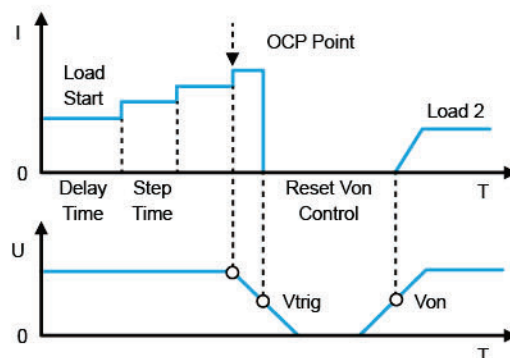 I
OCP Point
Load
Start
Load 2
0
Delay
Time
Step
Time
Reset Von
Control
T
U
Vtrig
Von
0
T